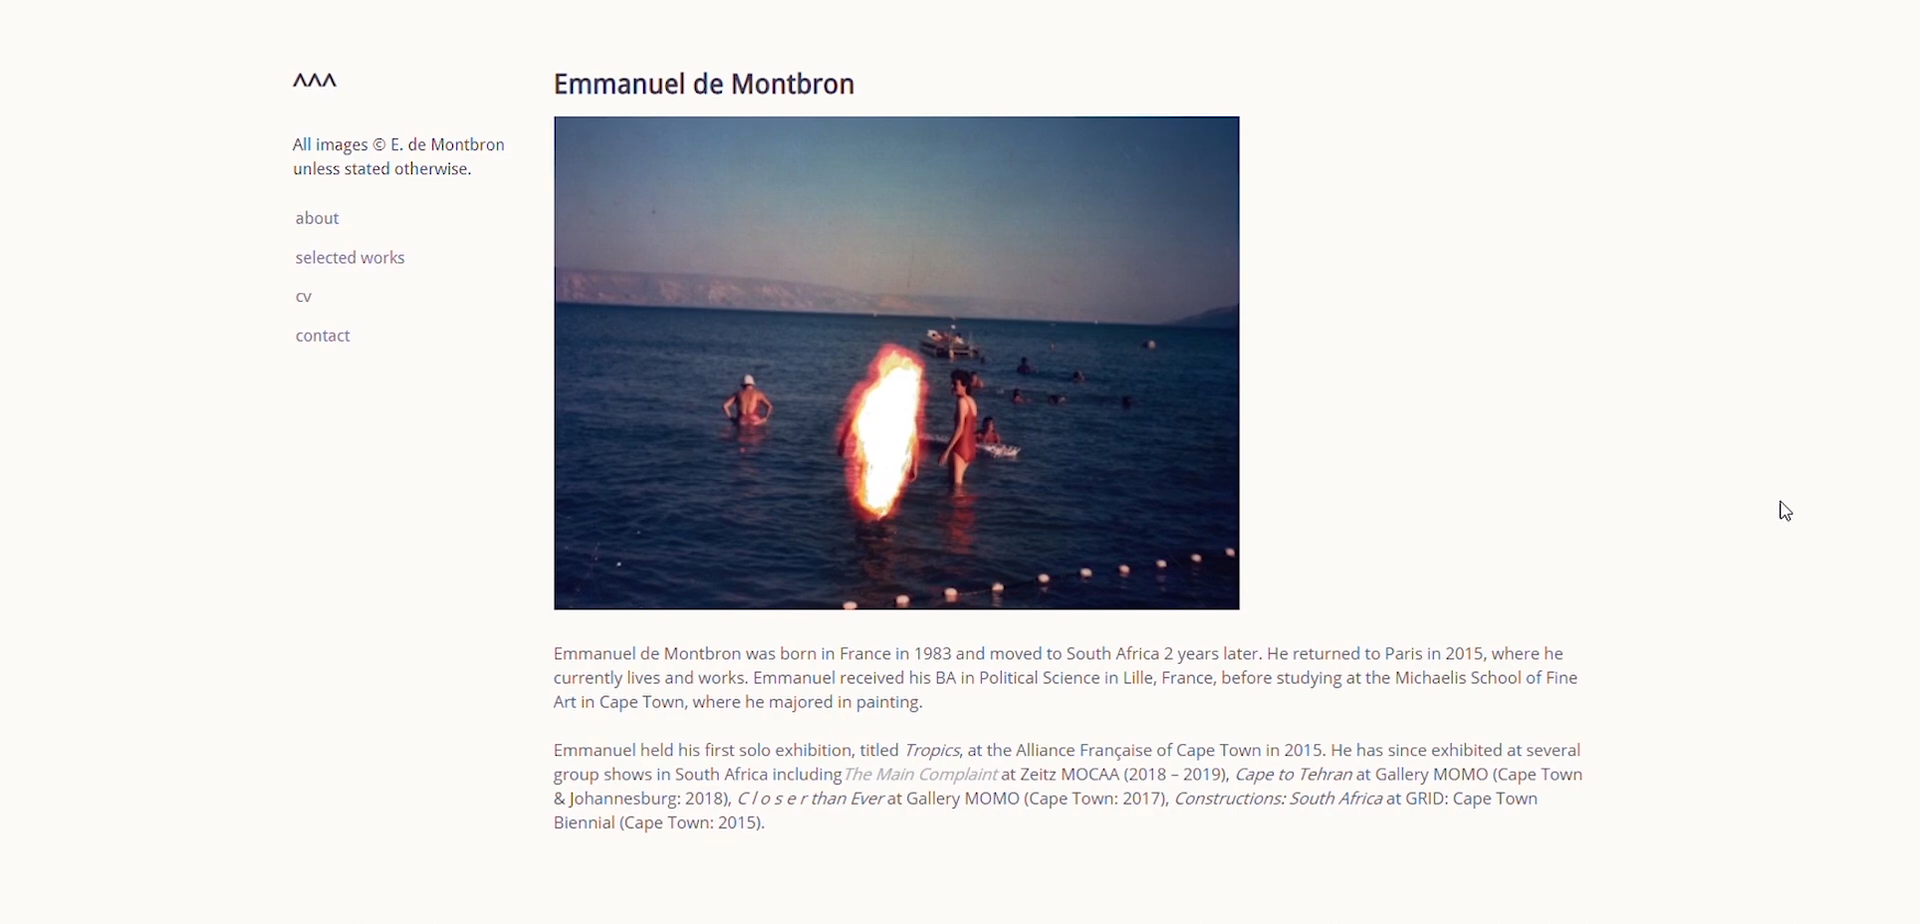 ^^^
All images © E. de Montbron
unless stated otherwise.
about
selected works
cv
contact
Emmanuel de Montbron
Emmanuel de Montbron was born in France in 1983 and moved to South Africa 2 years later. He returned to Paris in 2015, where he
currently lives and works. Emmanuel received his BA in Political Science in Lille, France, before studying at the Michaelis School of Fine
Art in Cape Town, where he majored in painting.
Emmanuel held his first solo exhibition, titled Tropics, at the Alliance Française of Cape Town in 2015. He has since exhibited at several
group shows in South Africa including The Main Complaint at Zeitz MOCAA (2018 – 2019), Cape to Tehran at Gallery MOMO (Cape Town
& Johannesburg: 2018), C l o s e r than Ever at Gallery MOMO (Cape Town: 2017), Constructions: South Africa at GRID: Cape Town
Biennial (Cape Town: 2015).